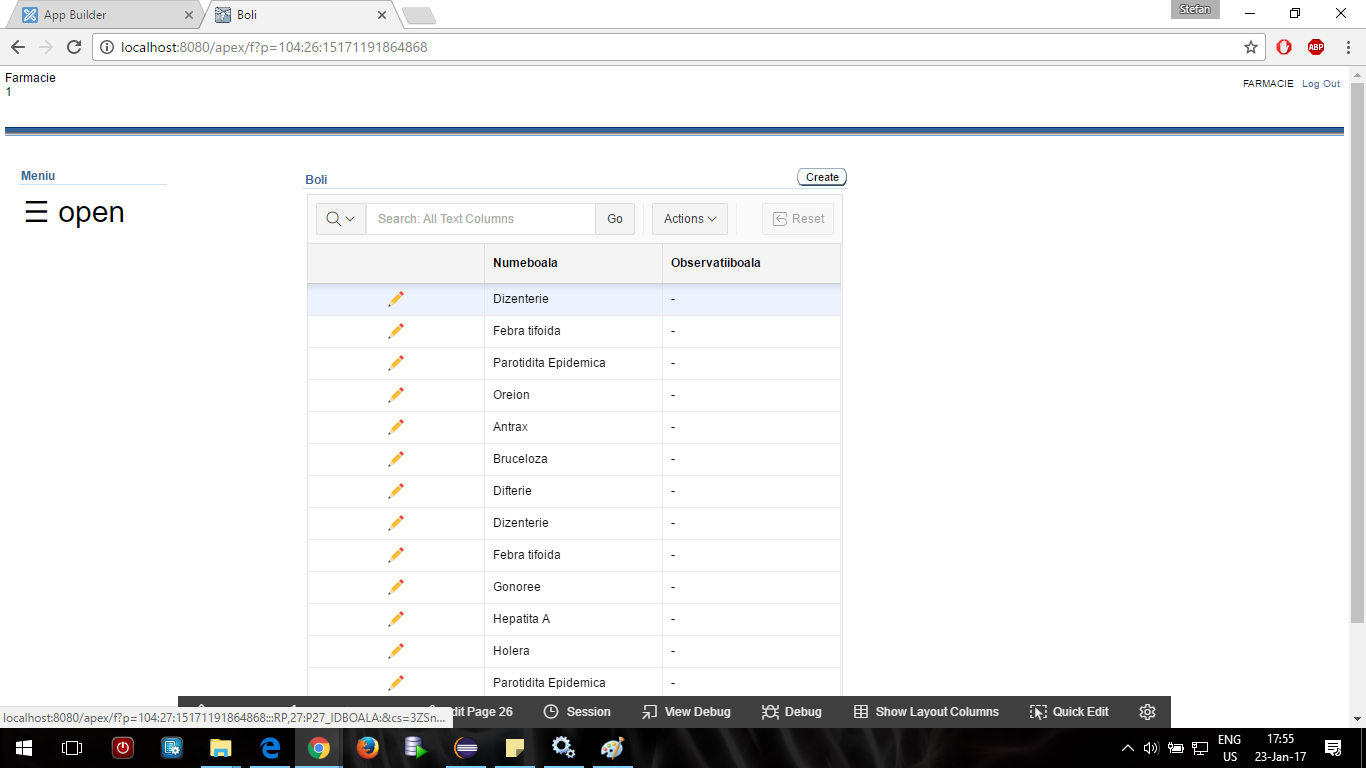 App Builder
Boli
Stefan
localhost:8080/apex/f?p=104:26:15171191864868
ABP
Farmacie
1
FARMACIE Log Out
Meniu
☰ open
Boli
Create
Search: All Text Columns
Go
Actions
Reset
Numeboala Observatiiboala
Dizenterie -
Febra tifoida -
Parotidita Epidemica -
Oreion -
Antrax -
Bruceloza -
Difterie -
Dizenterie -
Febra tifoida -
Gonoree -
Hepatita A -
Holera -
Parotidita Epidemica -
Page 26 Session View Debug Debug Show Layout Columns Quick Edit
localhost:8080/apex/f?p=104:27:15171191864868:::RP,27:P27_IDBOALA:&cs=3ZSn...
ENG 17:55
US 23-Jan-17